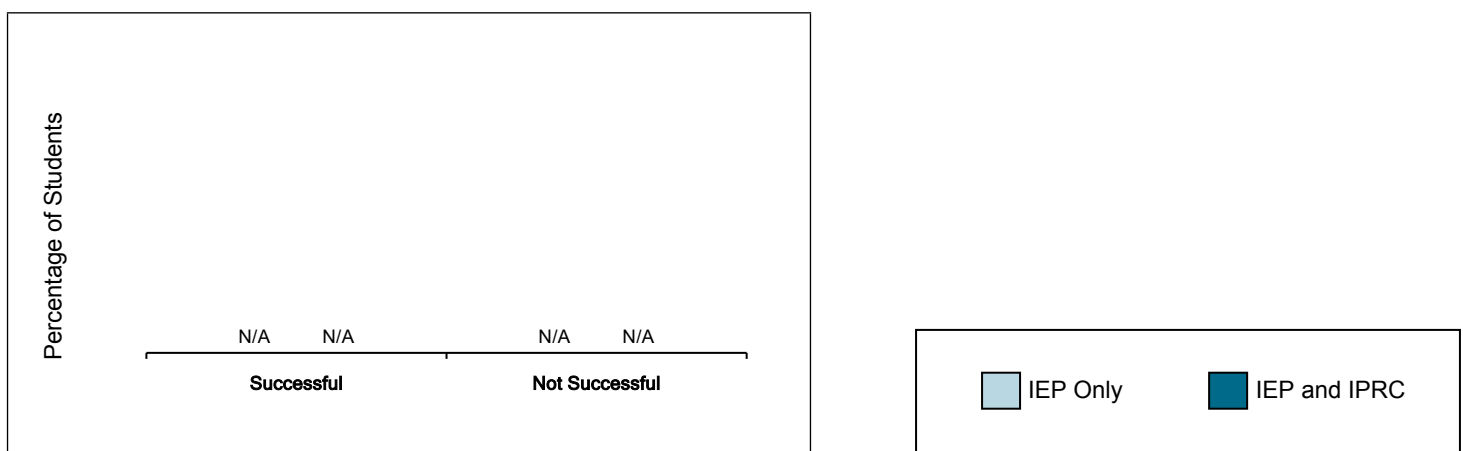 Percentage of Students
N/A N/A N/A N/A
Successful Not Successful
IEP Only IEP and IPRC